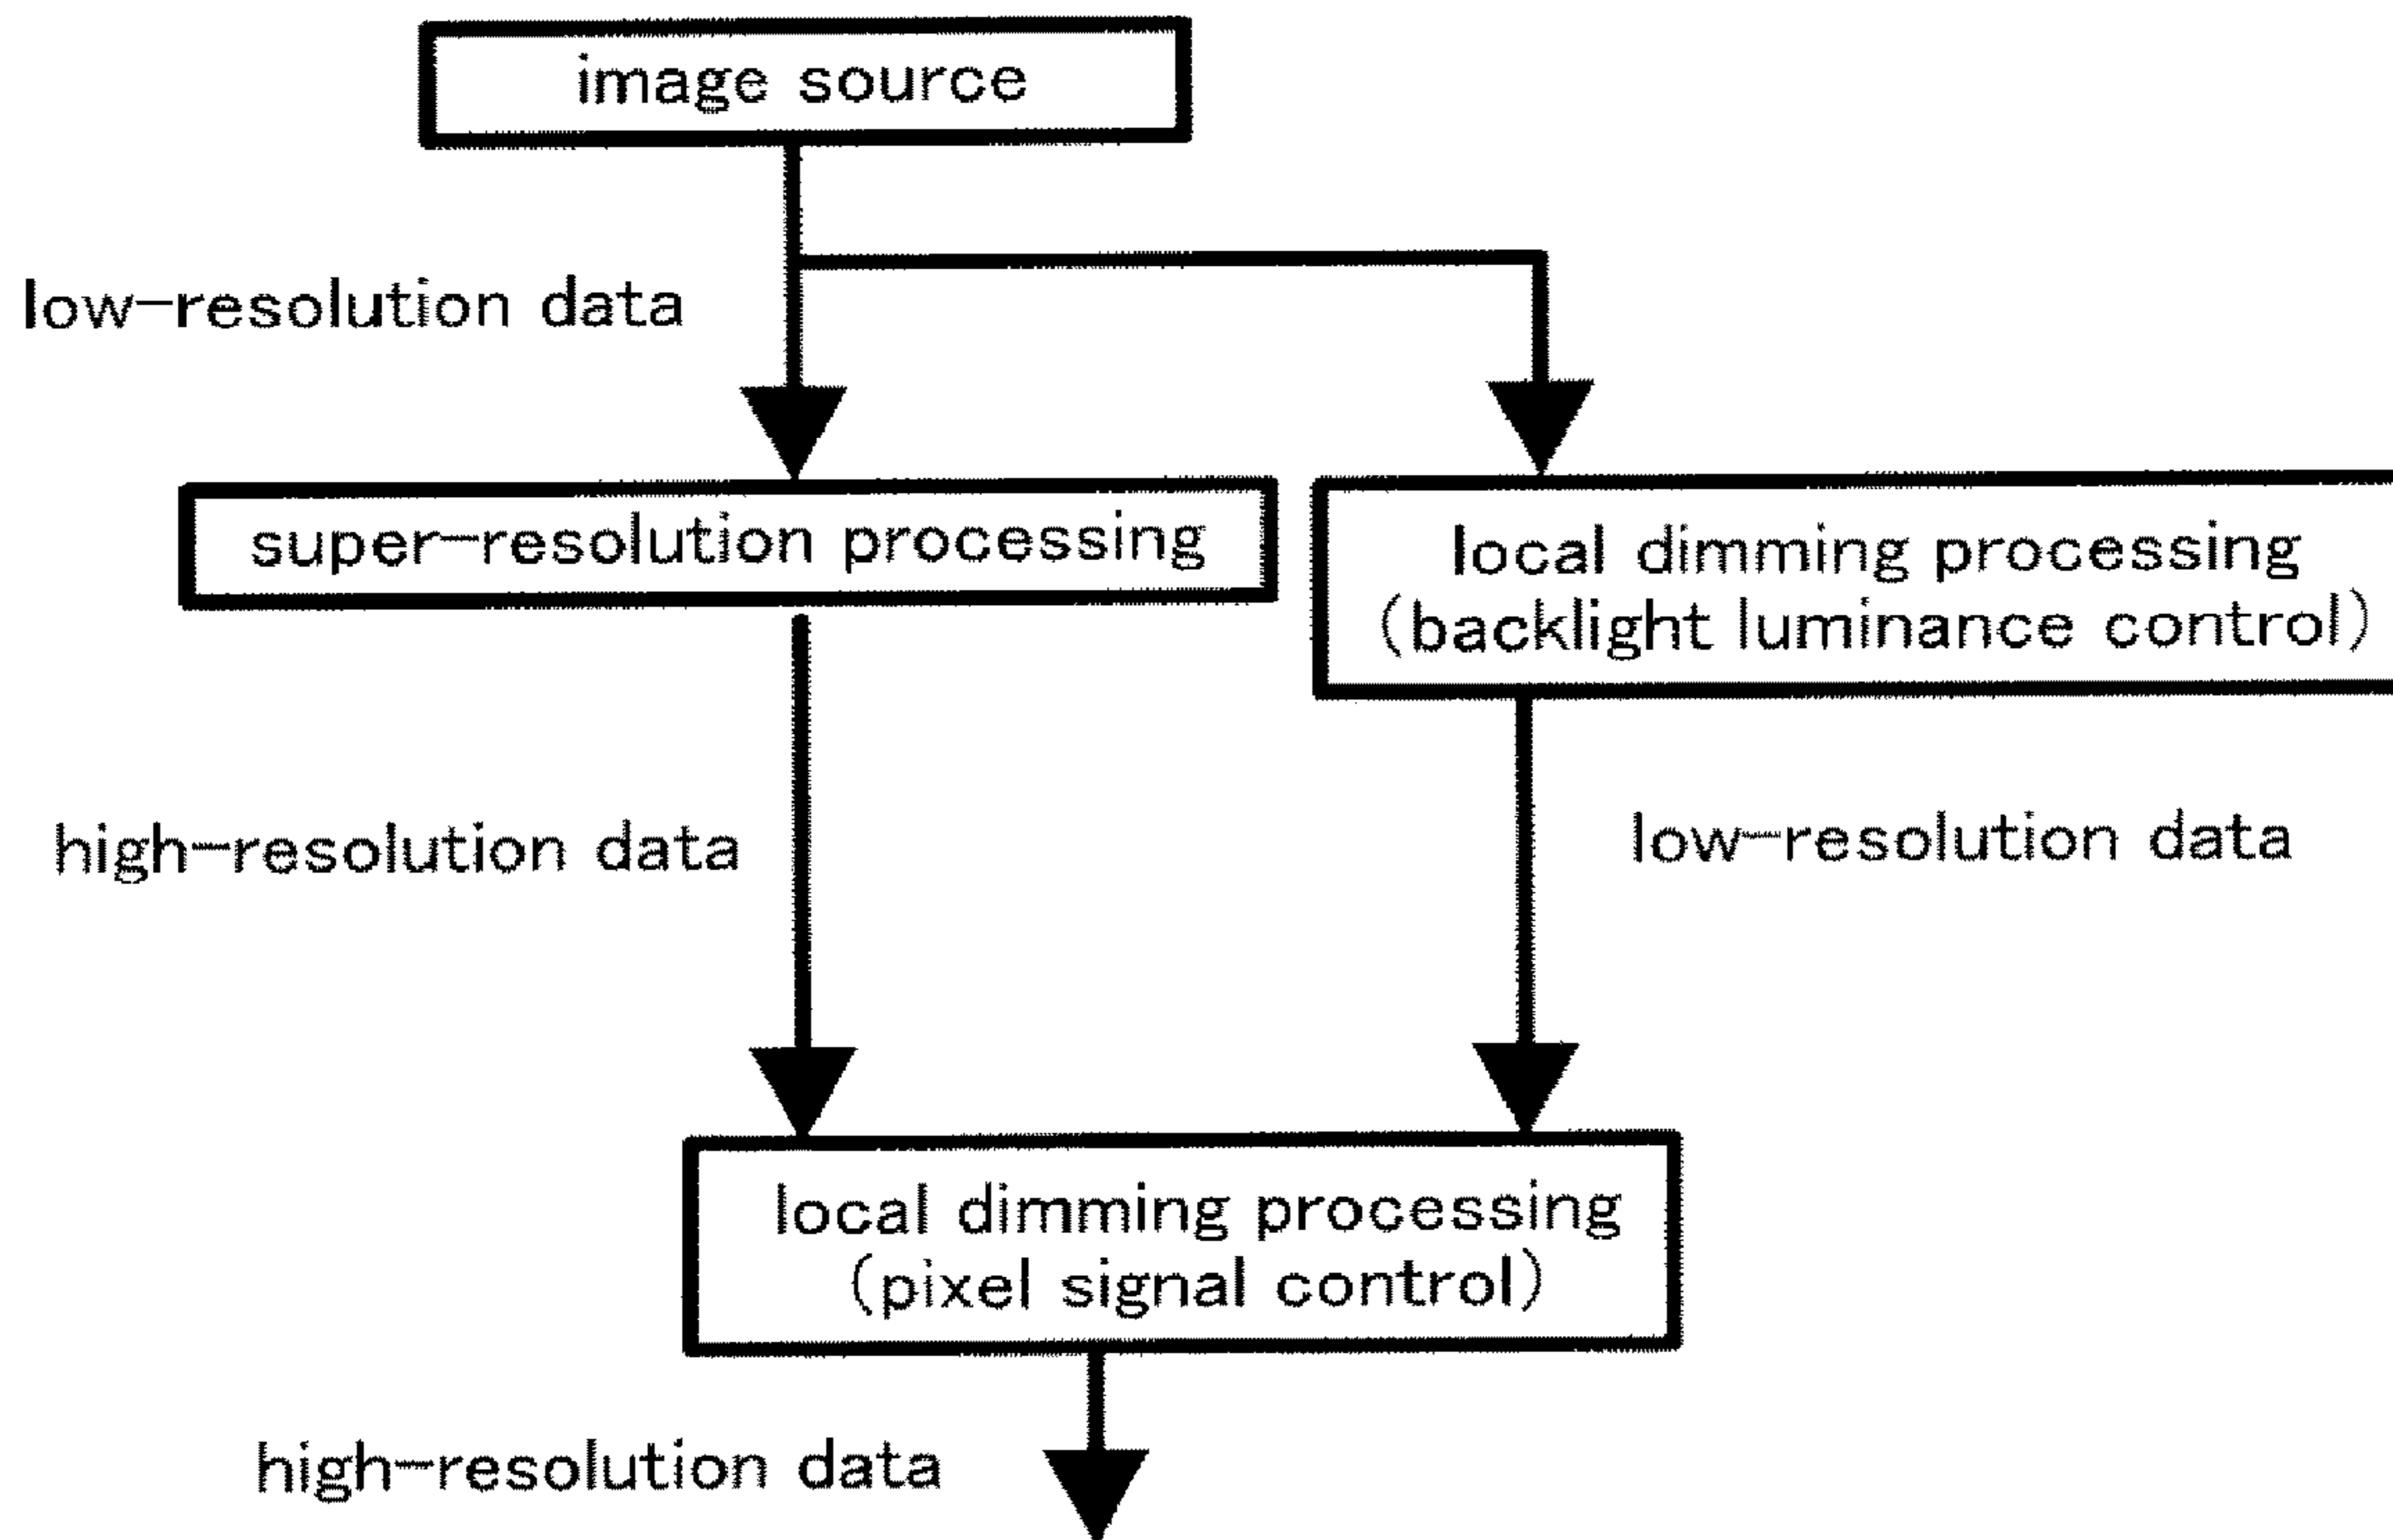 image source
low-resolution data
super-resolution processing
local dimming processing
(backlight luminance control)
high-resolution data
low-resolution data
local dimming processing
(pixel signal control)
high-resolution data